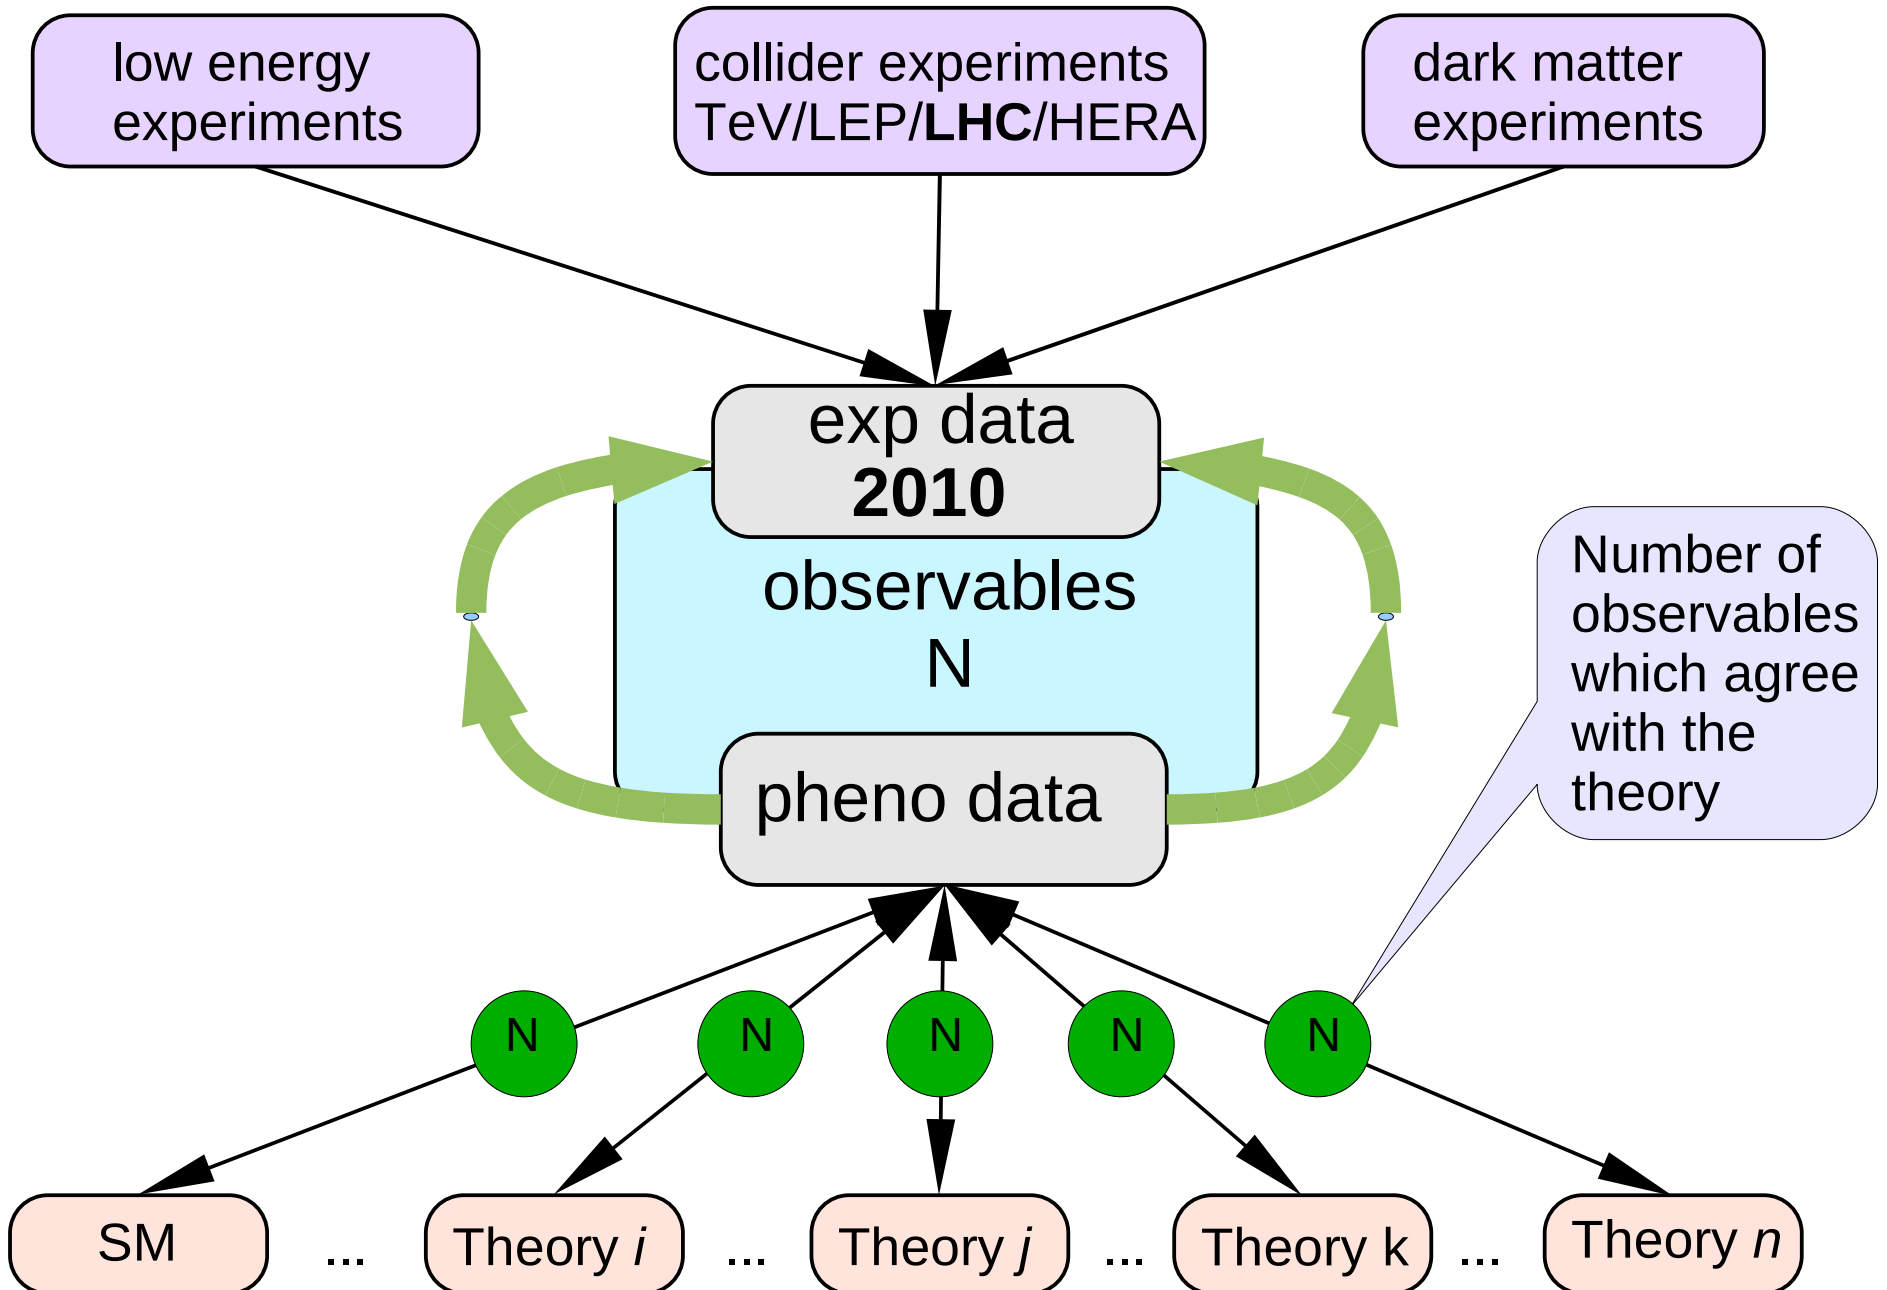 low energy
experiments
collider experiments
TeV/LEP/LHC/HERA
dark matter
experiments
exp data
2010
observables
N
pheno data
Number of
observables
which agree
with the
theory
N
N
N
N
N
SM
...
Theory i
...
Theory j
...
Theory k
...
Theory n